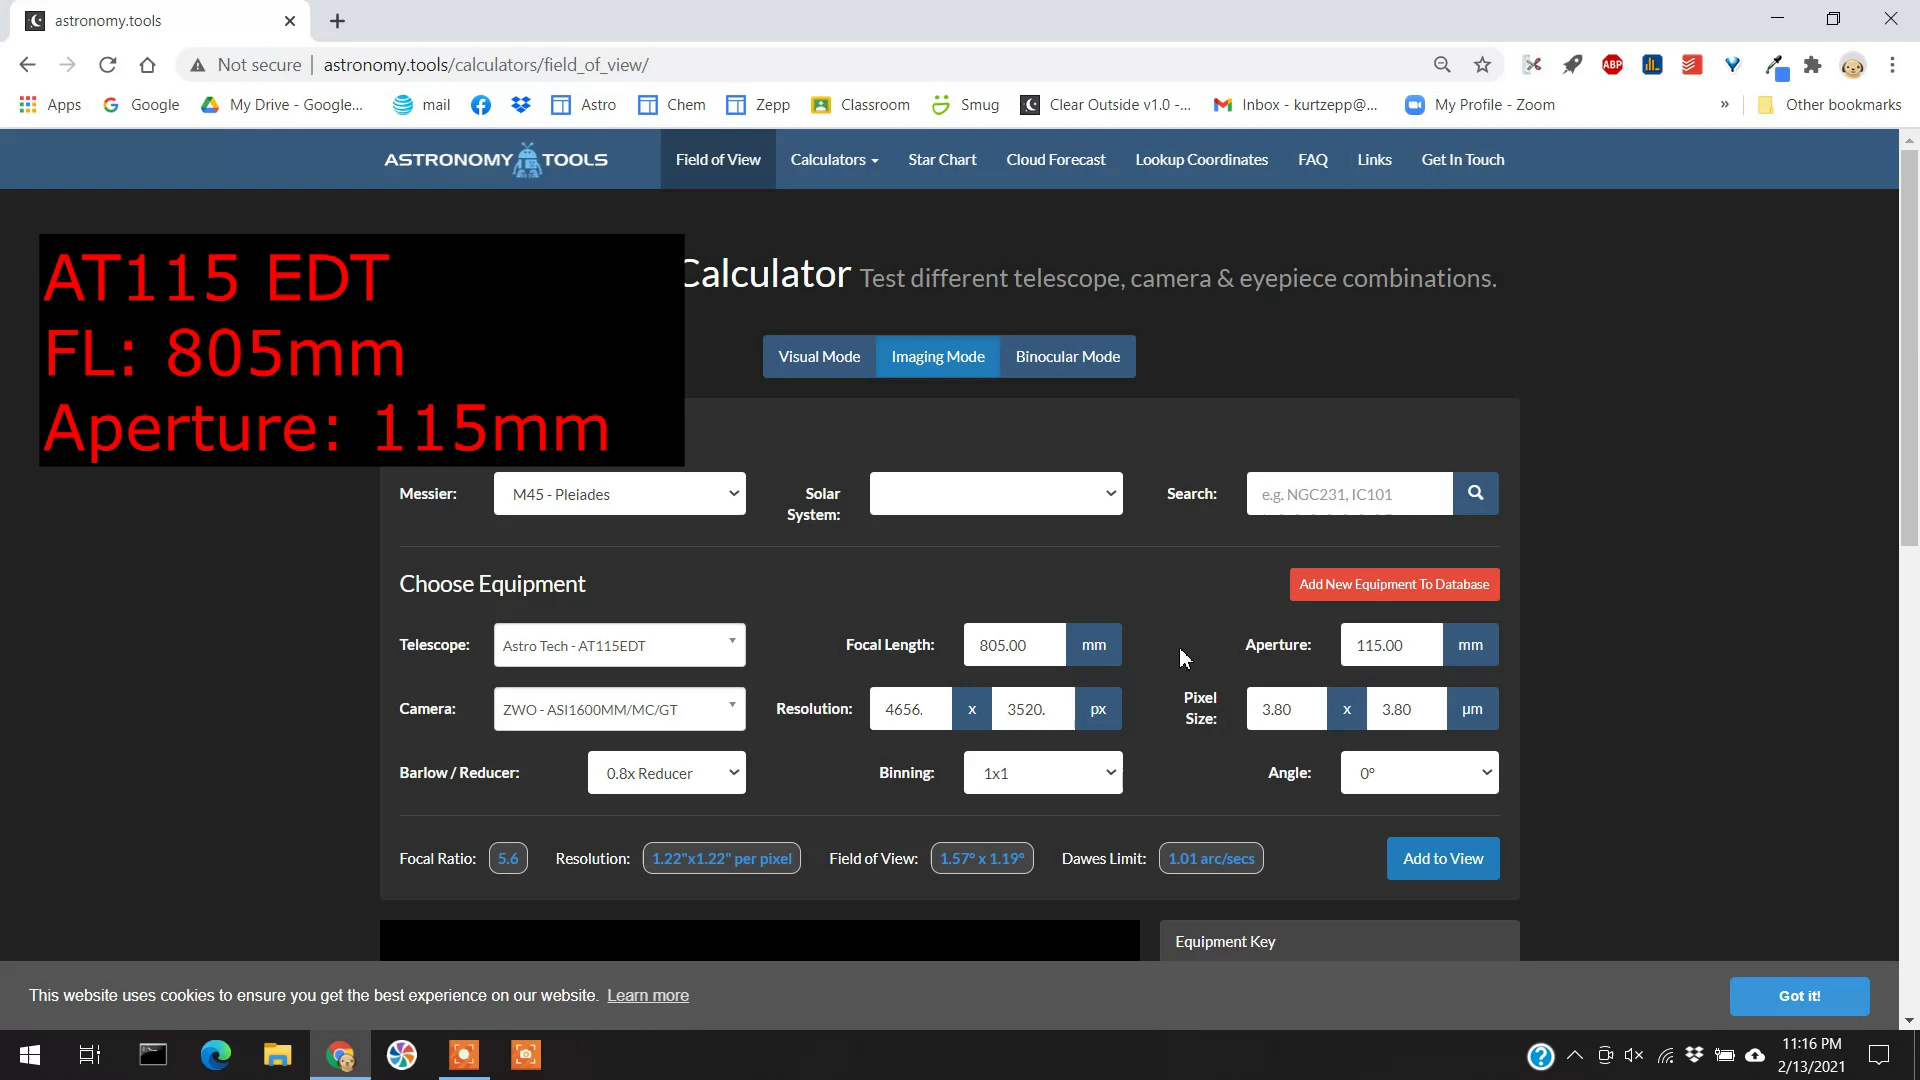 astronomy.tools
Not secure | astronomy.tools/calculators/field_of_view/
ABP
Apps Google My Drive - Google... mail Astro Chem Zepp Classroom Smug Clear Outside v1.0 -... Inbox - kurtzepp@... My Profile - Zoom » Other bookmarks
ASTRONOMY TOOLS Field of View Calculators Star Chart Cloud Forecast Lookup Coordinates FAQ Links Get In Touch
AT115 EDT
FL: 805mm
Aperture: 115mm
Calculator Test different telescope, camera & eyepiece combinations.
Visual Mode Imaging Mode Binocular Mode
Messier: M45 - Pleiades Solar System: Search: e.g. NGC231, IC101
Choose Equipment Add New Equipment To Database
Telescope: Astro Tech - AT115EDT Focal Length: 805.00 mm Aperture: 115.00 mm
Camera: ZWO - ASI1600MM/MC/GT Resolution: 4656. x 3520. px Pixel Size: 3.80 x 3.80 µm
Barlow / Reducer: 0.8x Reducer Binning: 1x1 Angle: 0°
Focal Ratio: 5.6 Resolution: 1.22"x1.22" per pixel Field of View: 1.57° x 1.19° Dawes Limit: 1.01 arc/secs Add to View
Equipment Key
This website uses cookies to ensure you get the best experience on our website. Learn more Got it!
11:16 PM
2/13/2021